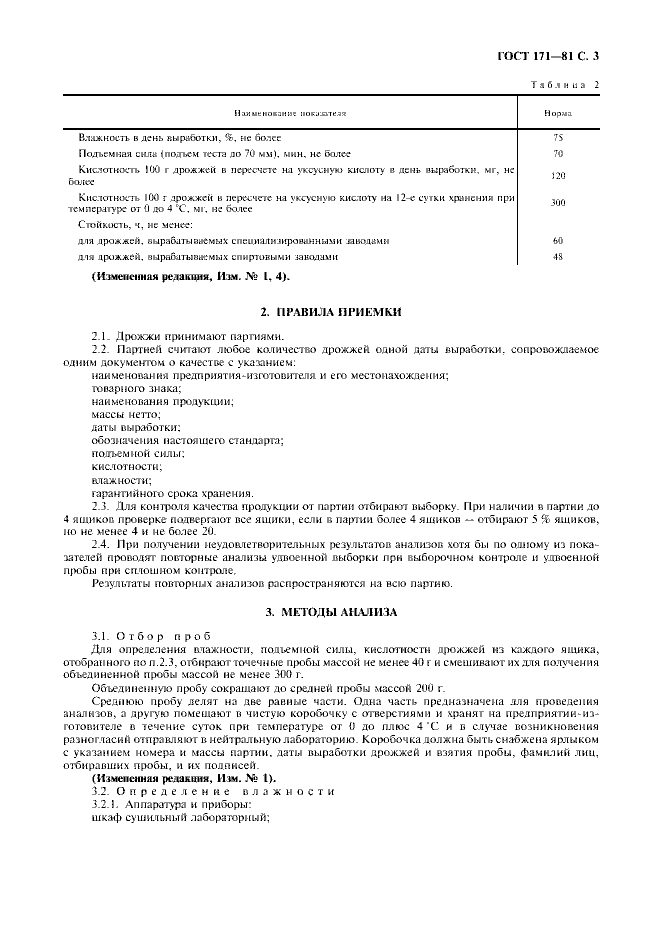 ГОСТ 171—81 С. 3
Таблица 2
Наименование показателя
Норма
Влажность в день выработки, %, не более
75
Подъемная сила (подъем теста до 70 мм), мин, не более
70
Кислотность 100 г дрожжей в пересчете на уксусную кислоту в день выработки, мг, не
более
120
Кислотность 100 г дрожжей в пересчете на уксусную кислоту на 12-е сутки хранения при
температуре от 0 до 4 °С, мг, не более
300
Стойкость, ч, не менее:
для дрожжей, вырабатываемых специализированными заводами
60
для дрожжей, вырабатываемых спиртовыми заводами
48
(Измененная редакция, Изм. № 1, 4).
2. ПРАВИЛА ПРИЕМКИ
2.1. Дрожжи принимают партиями.
2.2. Партией считают любое количество дрожжей одной даты выработки, сопровождаемое
одним документом о качестве с указанием:
наименования предприятия-изготовителя и его местонахождения;
товарного знака;
наименования продукции;
массы нетто;
даты выработки;
обозначения настоящего стандарта;
подъемной силы;
кислотности;
влажности;
гарантийного срока хранения.
2.3. Для контроля качества продукции от партии отбирают выборку. При наличии в партии до
4 ящиков проверке подвергают все ящики, если в партии более 4 ящиков — отбирают 5 % ящиков,
но не менее 4 и не более 20.
2.4. При получении неудовлетворительных результатов анализов хотя бы по одному из пока-
зателей проводят повторные анализы удвоенной выборки при выборочном контроле и удвоенной
пробы при сплошном контроле.
Результаты повторных анализов распространяются на всю партию.
3. МЕТОДЫ АНАЛИЗА
3.1. Отбор проб
Для определения влажности, подъемной силы, кислотности дрожжей из каждого ящика,
отобранного по п.2.3, отбирают точечные пробы массой не менее 40 г и смешивают их для получения
объединенной пробы массой не менее 300 г.
Объединенную пробу сокращают до средней пробы массой 200 г.
Среднюю пробу делят на две равные части. Одна часть предназначена для проведения
анализов, а другую помещают в чистую коробочку с отверстиями и хранят на предприятии-из-
готовителе в течение суток при температуре от 0 до плюс 4 °С и в случае возникновения
разногласий отправляют в нейтральную лабораторию. Коробочка должна быть снабжена ярлыком
с указанием номера и массы партии, даты выработки дрожжей и взятия пробы, фамилий лиц,
отбиравших пробы, и их подписей.
(Измененная редакция, Изм. № 1).
3.2. Определение влажности
3.2.1. Аппаратура и приборы:
шкаф сушильный лабораторный;